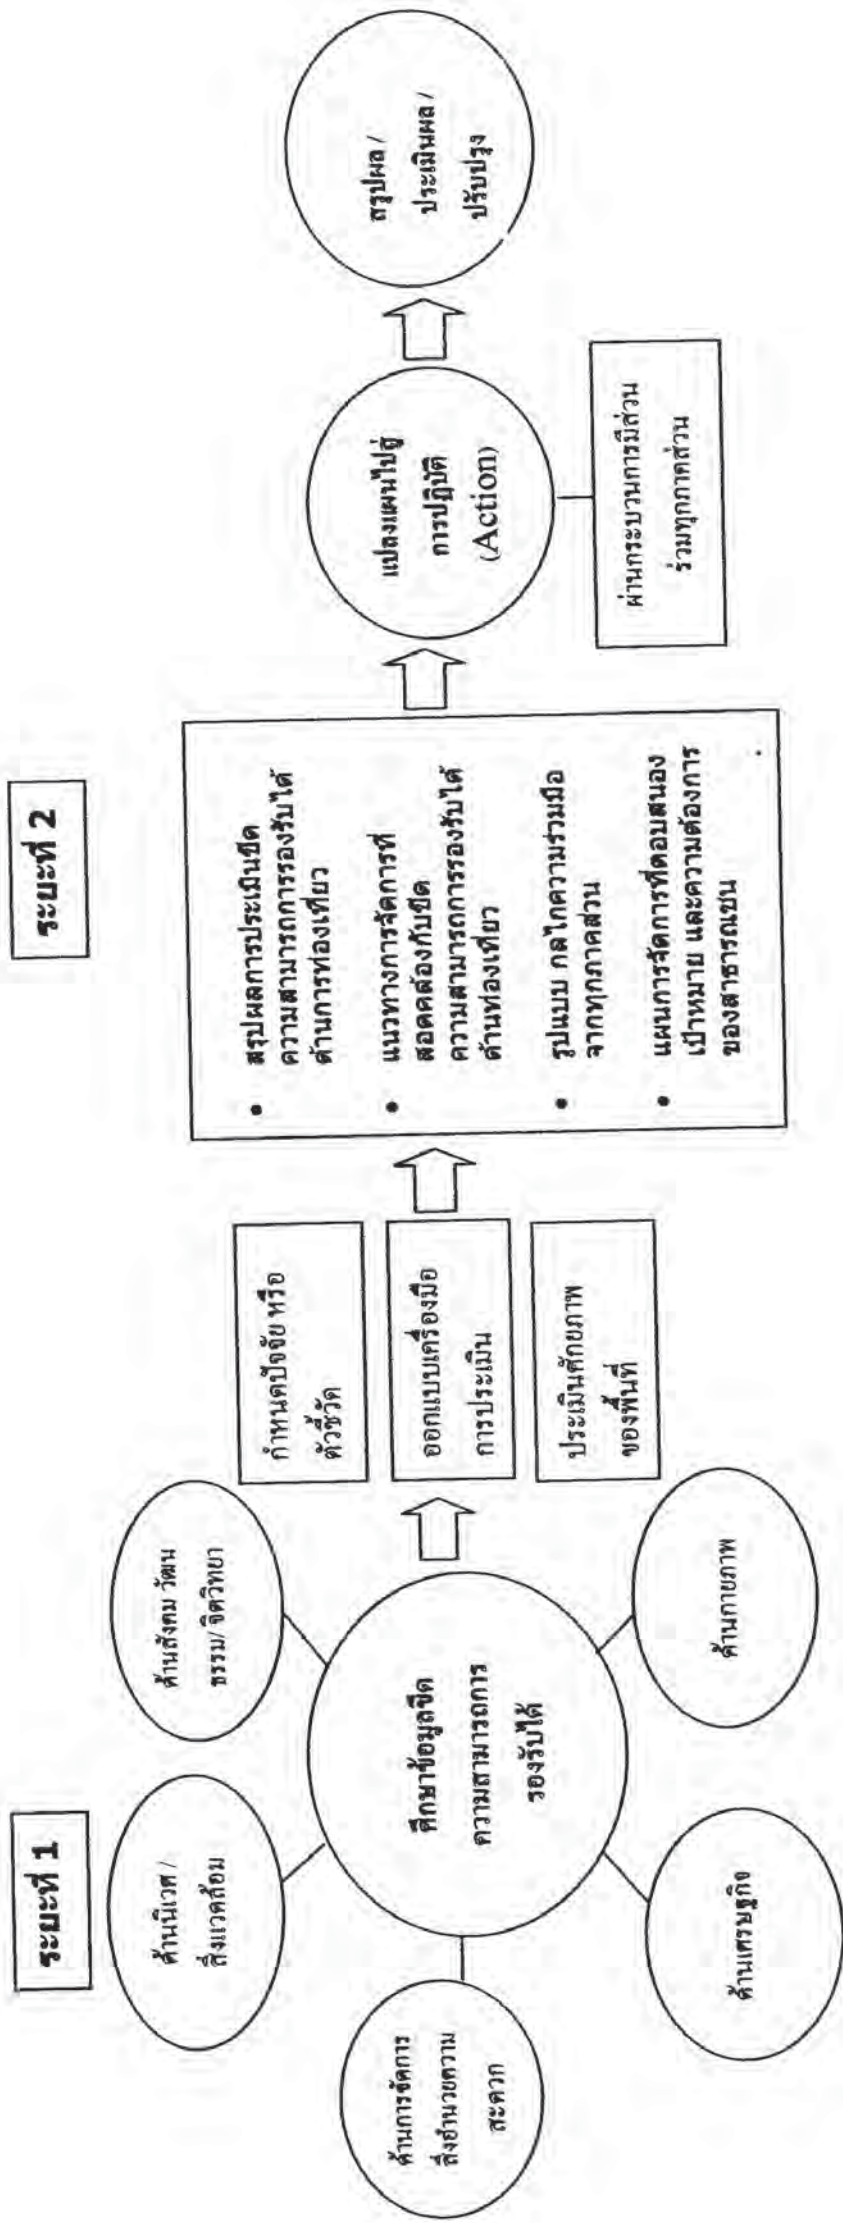 ระยะที่ 1
ด้านนิเวศ /
สิ่งแวดล้อม
ด้านสังคม วัฒน
ธรรม/ จิตวิทยา
ด้านการจัดการ
สิ่งอำนวยความ
สะดวก
ศึกษาข้อมูลขีด
ความสามารถการ
รองรับได้
ด้านเศรษฐกิจ
ด้านกายภาพ
กำหนดปัจจัย หรือ
ตัวชี้วัด
ออกแบบเครื่องมือ
การประเมิน
ประเมินศักยภาพ
ของพื้นที่
ระยะที่ 2
• สรุปผลการประเมินขีด
ความสามารถการรองรับได้
ด้านการท่องเที่ยว
• แนวทางการจัดการที่
สอดคล้องกับขีด
ความสามารถการรองรับได้
ด้านท่องเที่ยว
• รูปแบบ กลไกความร่วมมือ
จากทุกภาคส่วน
• แผนการจัดการที่ตอบสนอง
เป้าหมาย และความต้องการ
ของสาธารณชน
แปลงแผนไปสู่
การปฏิบัติ
(Action)
ผ่านกระบวนการมีส่วน
ร่วมทุกภาคส่วน
สรุปผล /
ประเมินผล /
ปรับปรุง